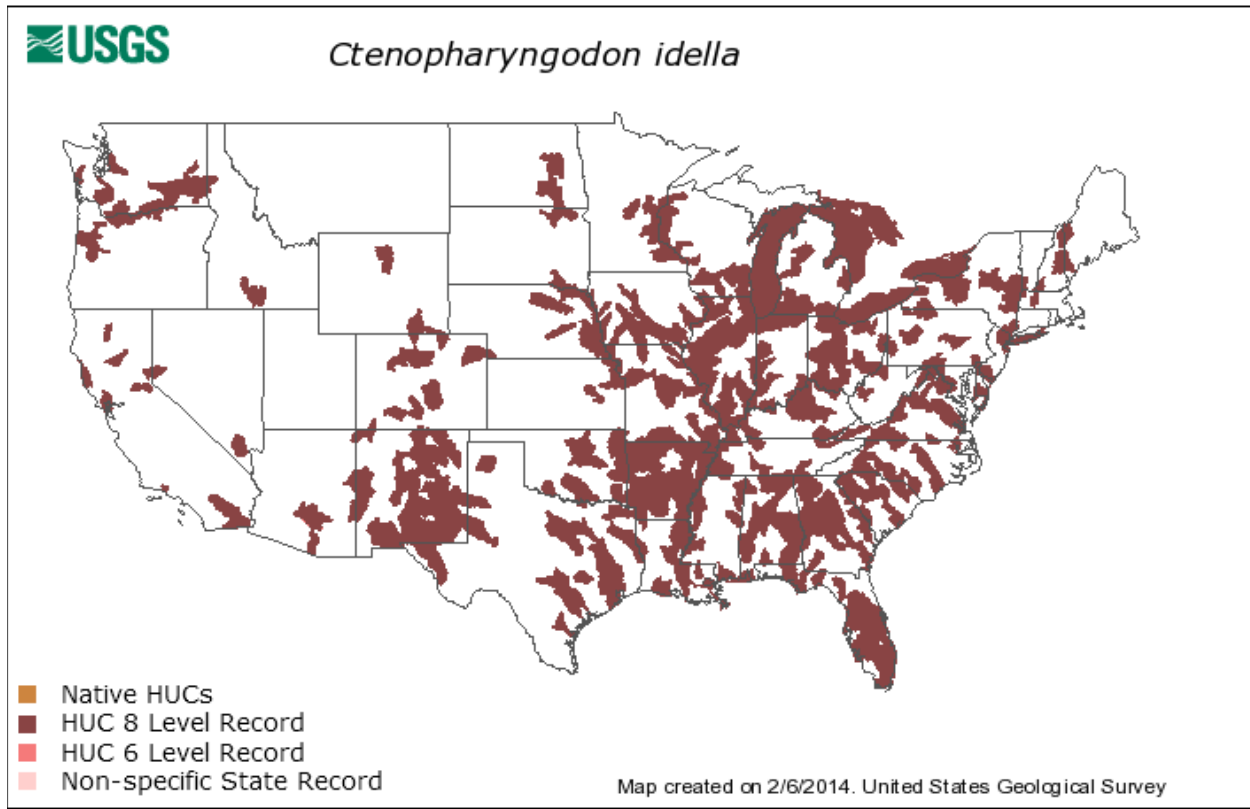 USGS
Ctenopharyngodon idella
Native HUCs
HUC 8 Level Record
HUC 6 Level Record
Non-specific State Record
Map created on 2/6/2014. United States Geological Survey